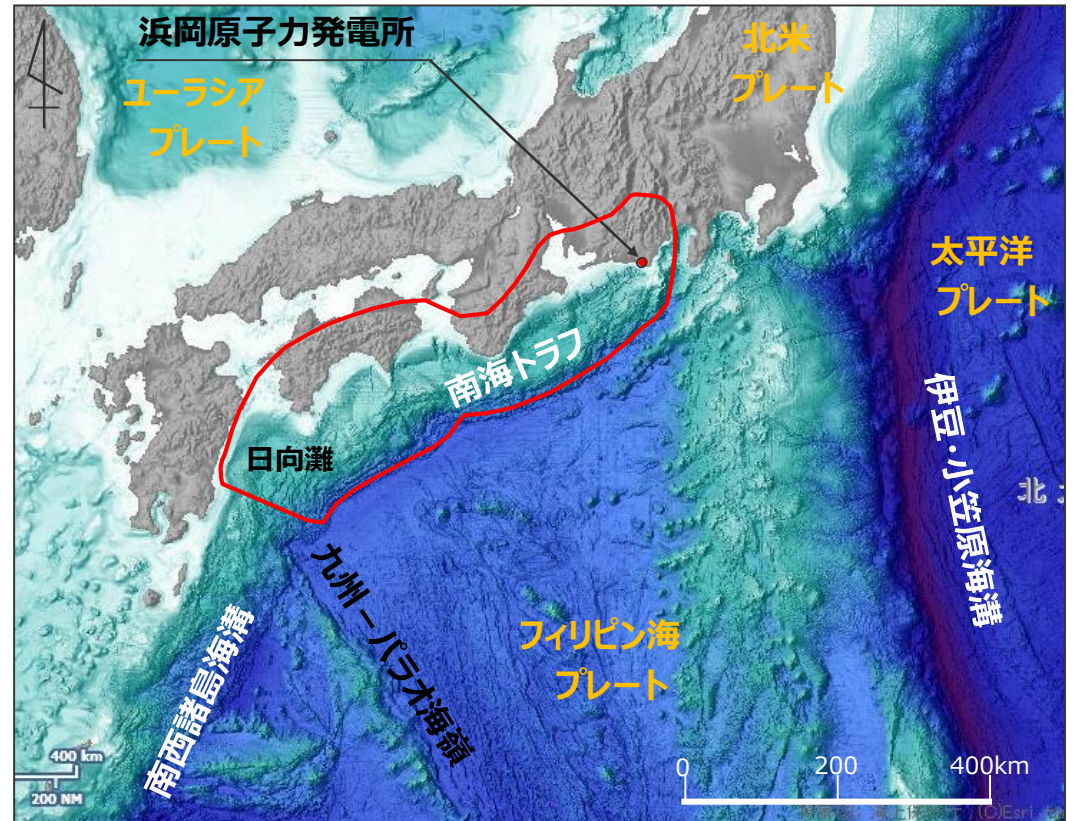 浜岡原子力発電所
北米
プレート
ユーラシア
プレート
太平洋
プレート
南海トラフ
伊豆・小笠原海溝
日向灘
北
九州－パラオ海嶺
フィリピン海
プレート
南西諸島海溝
400 km
200 NM
0 200 400km
(C)Esri